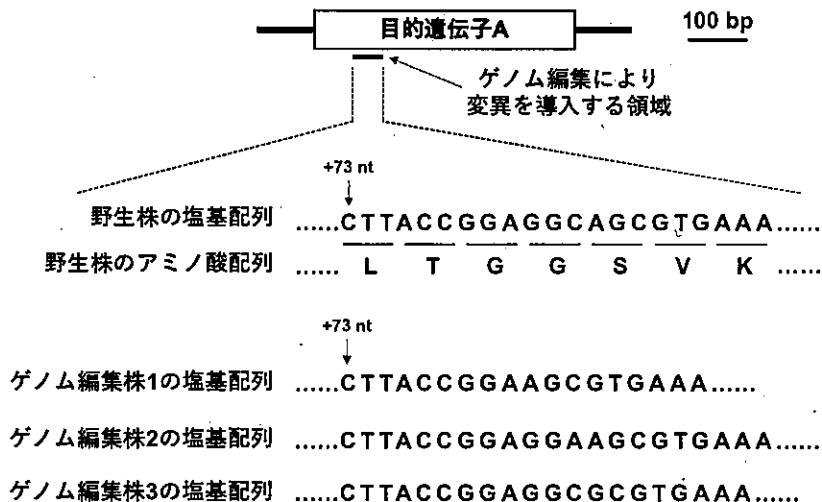 目的遺伝子A
100 bp
ゲノム編集により
変異を導入する領域
+73 nt
野生株の塩基配列 ......CTTACCGGAGGCAGCGTGAAA......
野生株のアミノ酸配列 ...... L T G G S V K ......
+73 nt
ゲノム編集株1の塩基配列 ......CTTACCGGAAGCGTGAAA......
ゲノム編集株2の塩基配列 ......CTTACCGGAGGAAGCGTGAAA......
ゲノム編集株3の塩基配列 ......CTTACCGGAGGCGCGTGAAA......